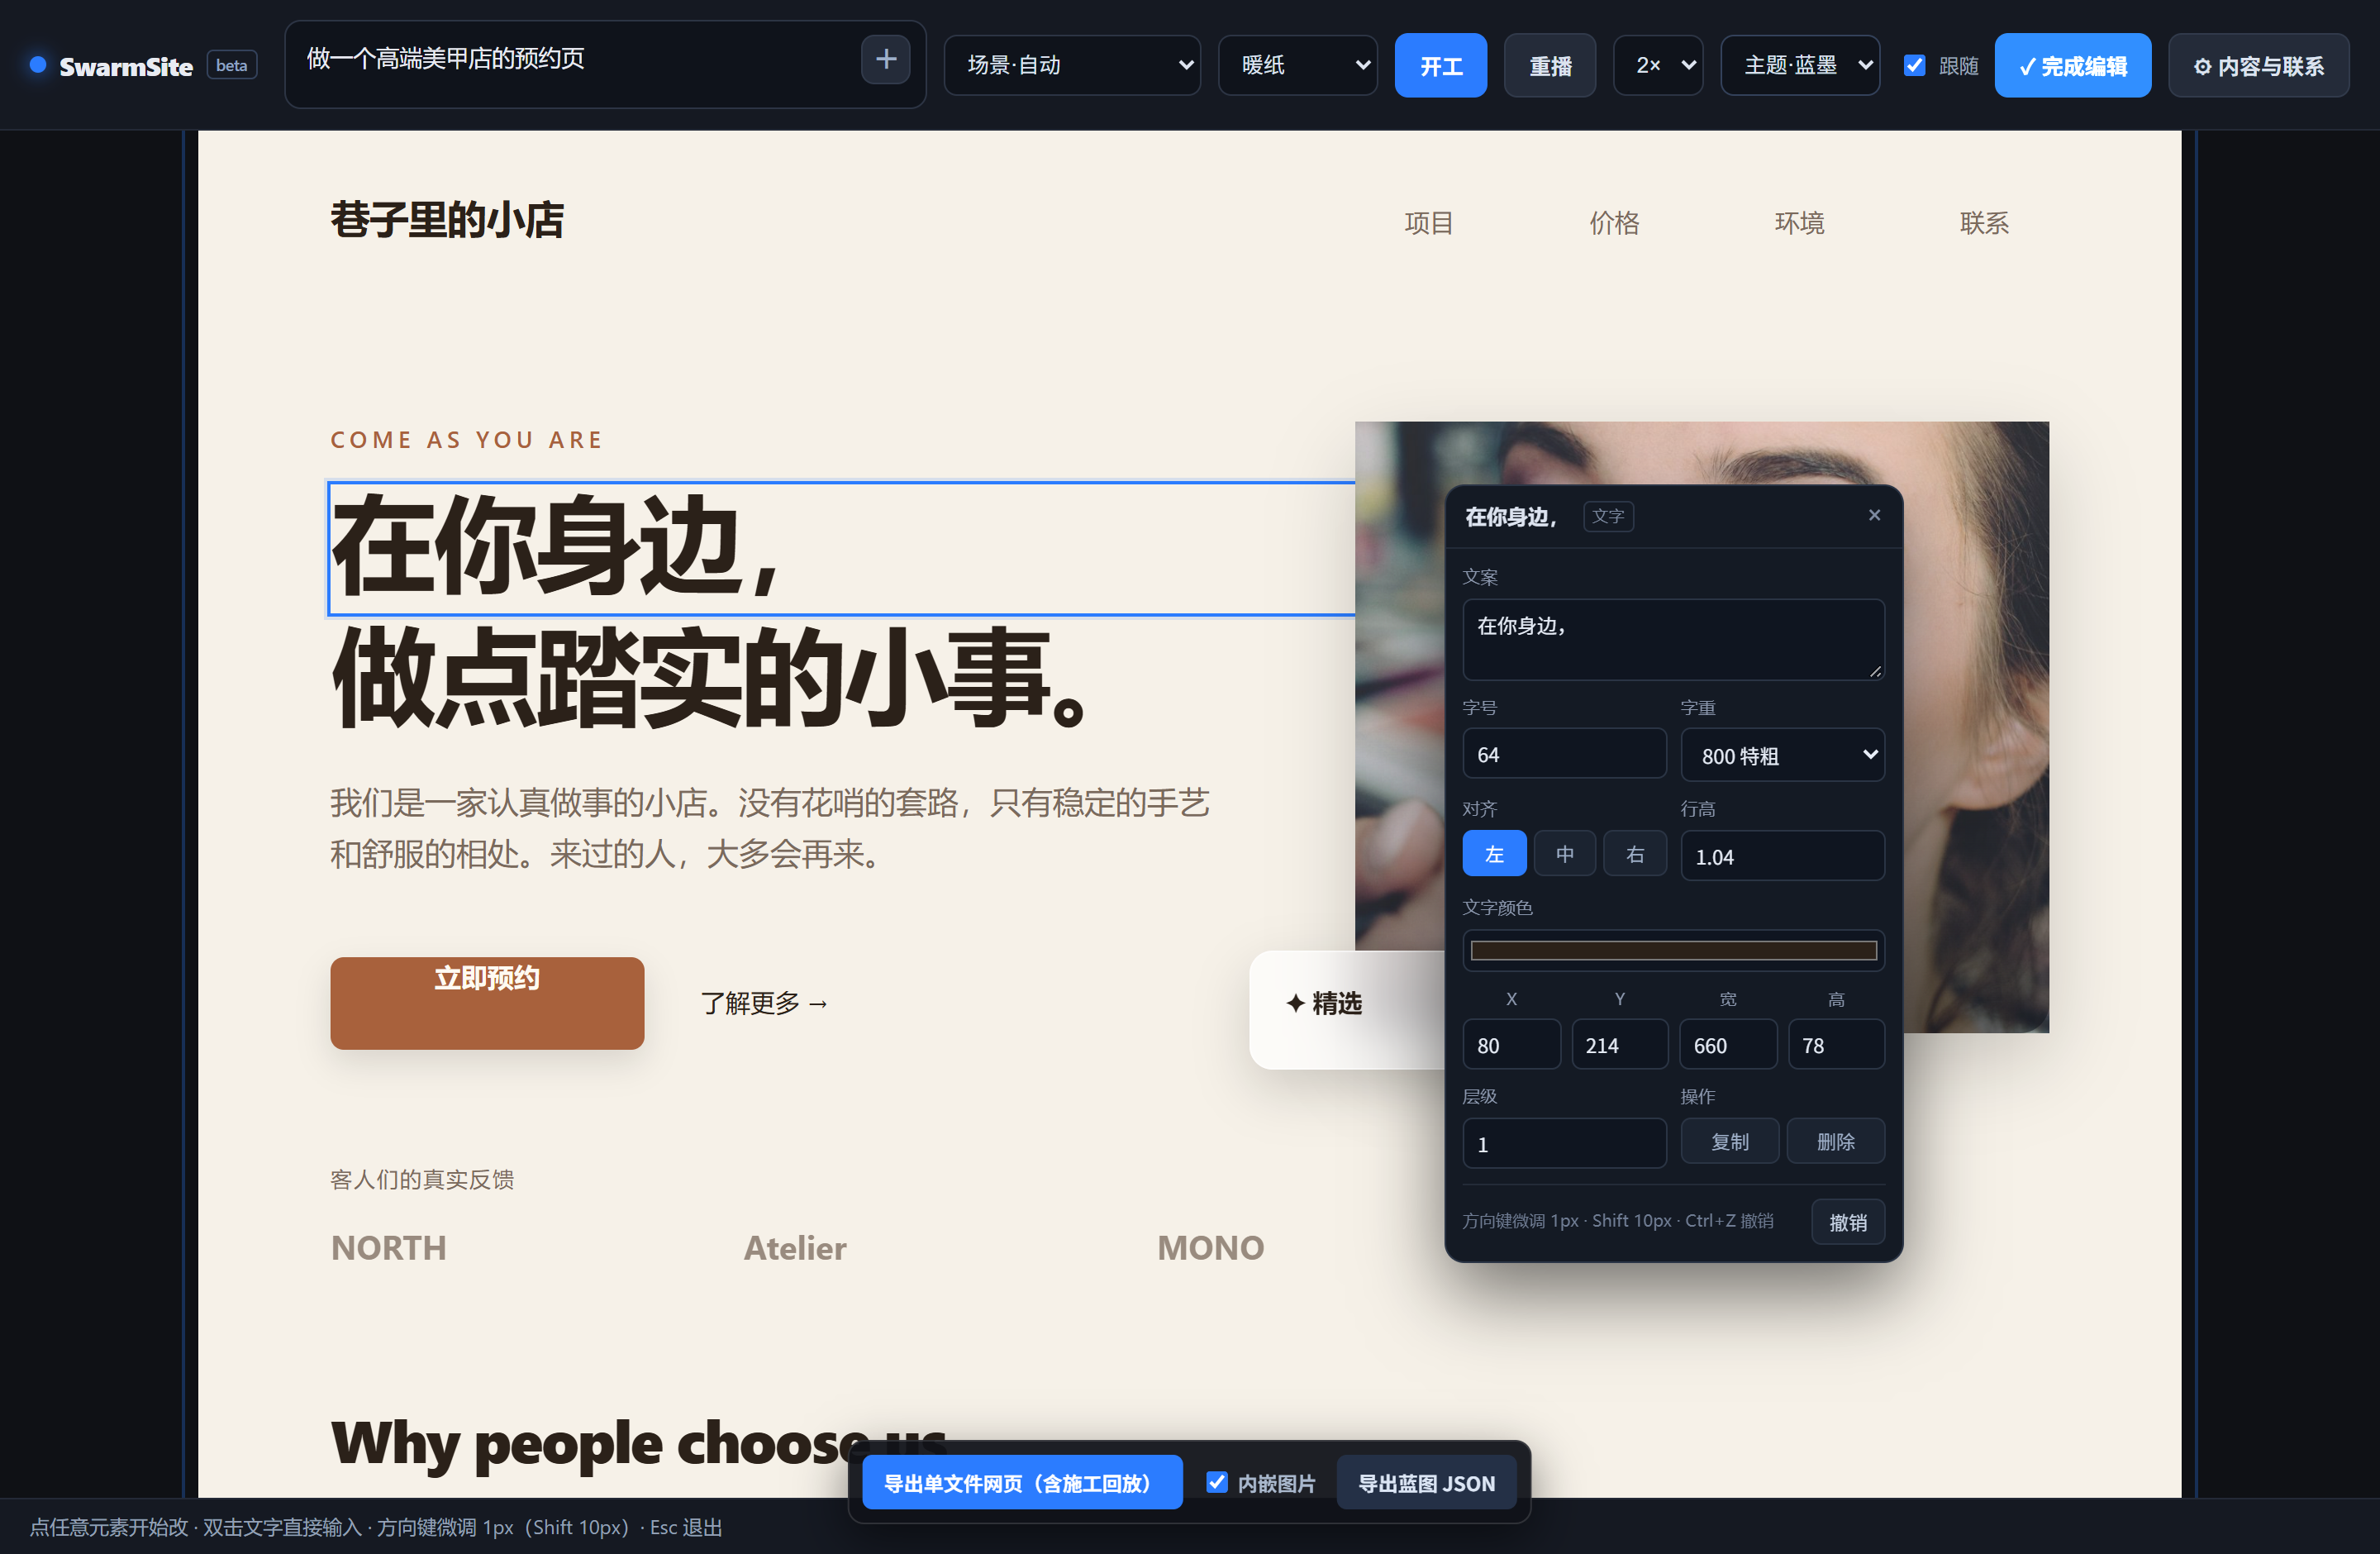 SwarmSite beta
做一个高端美甲店的预约页
+
场景·自动
暖纸
开工
重播
2×
主题·蓝墨
跟随
✓ 完成编辑
⚙ 内容与联系
巷子里的小店
项目
价格
环境
联系
COME AS YOU ARE
在你身边，
做点踏实的小事。
我们是一家认真做事的小店。没有花哨的套路，只有稳定的手艺
和舒服的相处。来过的人，大多会再来。
立即预约
了解更多 →
✦ 精选
客人们的真实反馈
NORTH
Atelier
MONO
Why people choose us
在你身边，
文字
×
文案
在你身边，
字号
字重
64
800 特粗
对齐
行高
左
中
右
1.04
文字颜色
X
Y
宽
高
80
214
660
78
层级
操作
1
复制
删除
方向键微调 1px · Shift 10px · Ctrl+Z 撤销
撤销
导出单文件网页（含施工回放）
内嵌图片
导出蓝图 JSON
点任意元素开始改 · 双击文字直接输入 · 方向键微调 1px（Shift 10px）· Esc 退出